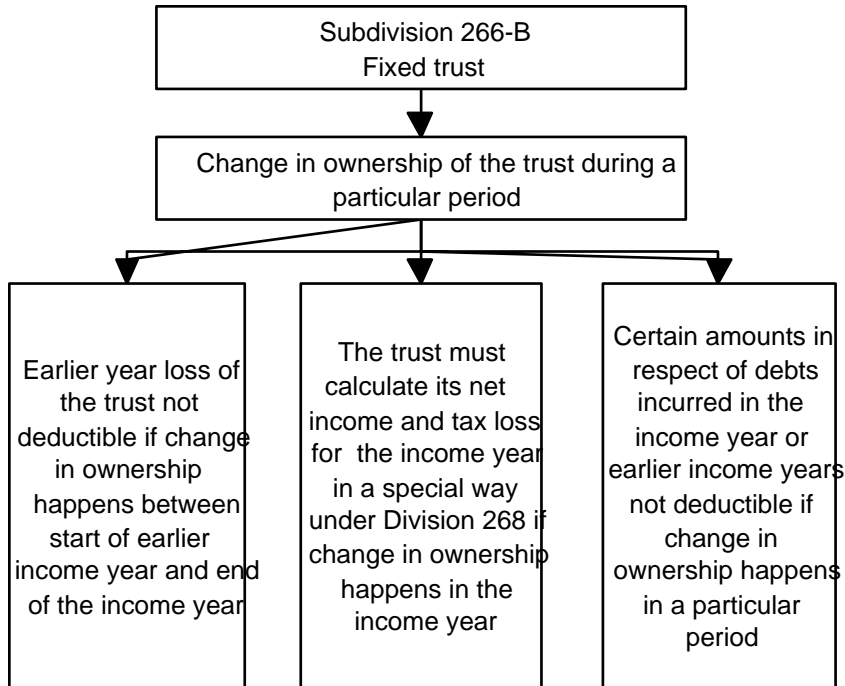 Subdivision 266-B
Fixed trust
Change in ownership of the trust during a
particular period
Earlier year loss of
the trust not
deductible if change
in ownership
happens between
start of earlier
income year and end
of the income year
The trust must
calculate its net
income and tax loss
for the income year
in a special way
under Division 268 if
change in ownership
happens in the
income year
Certain amounts in
respect of debts
incurred in the
income year or
earlier income years
not deductible if
change in
ownership happens
in a particular
period